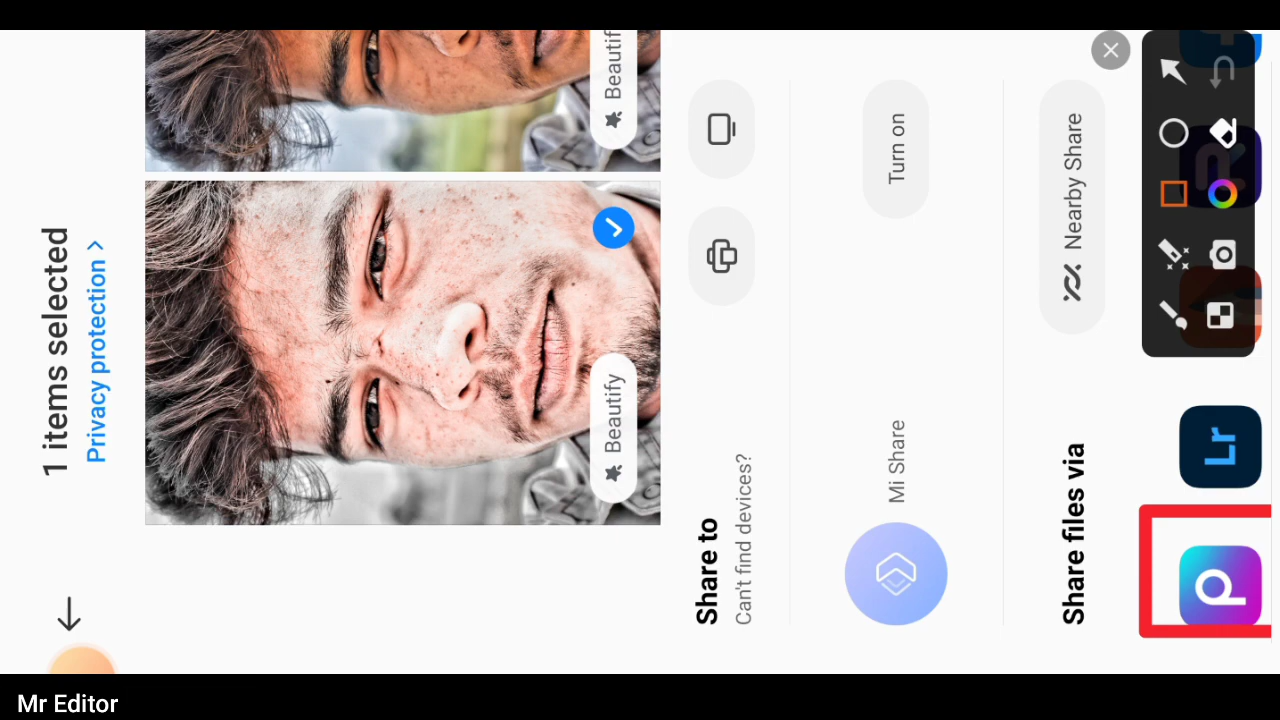 1 items selected
Privacy protection >
Beautify
Beautif
Share to
Can't find devices?
Mi Share
Turn on
Share files via
Nearby Share
Lr
Mr Editor